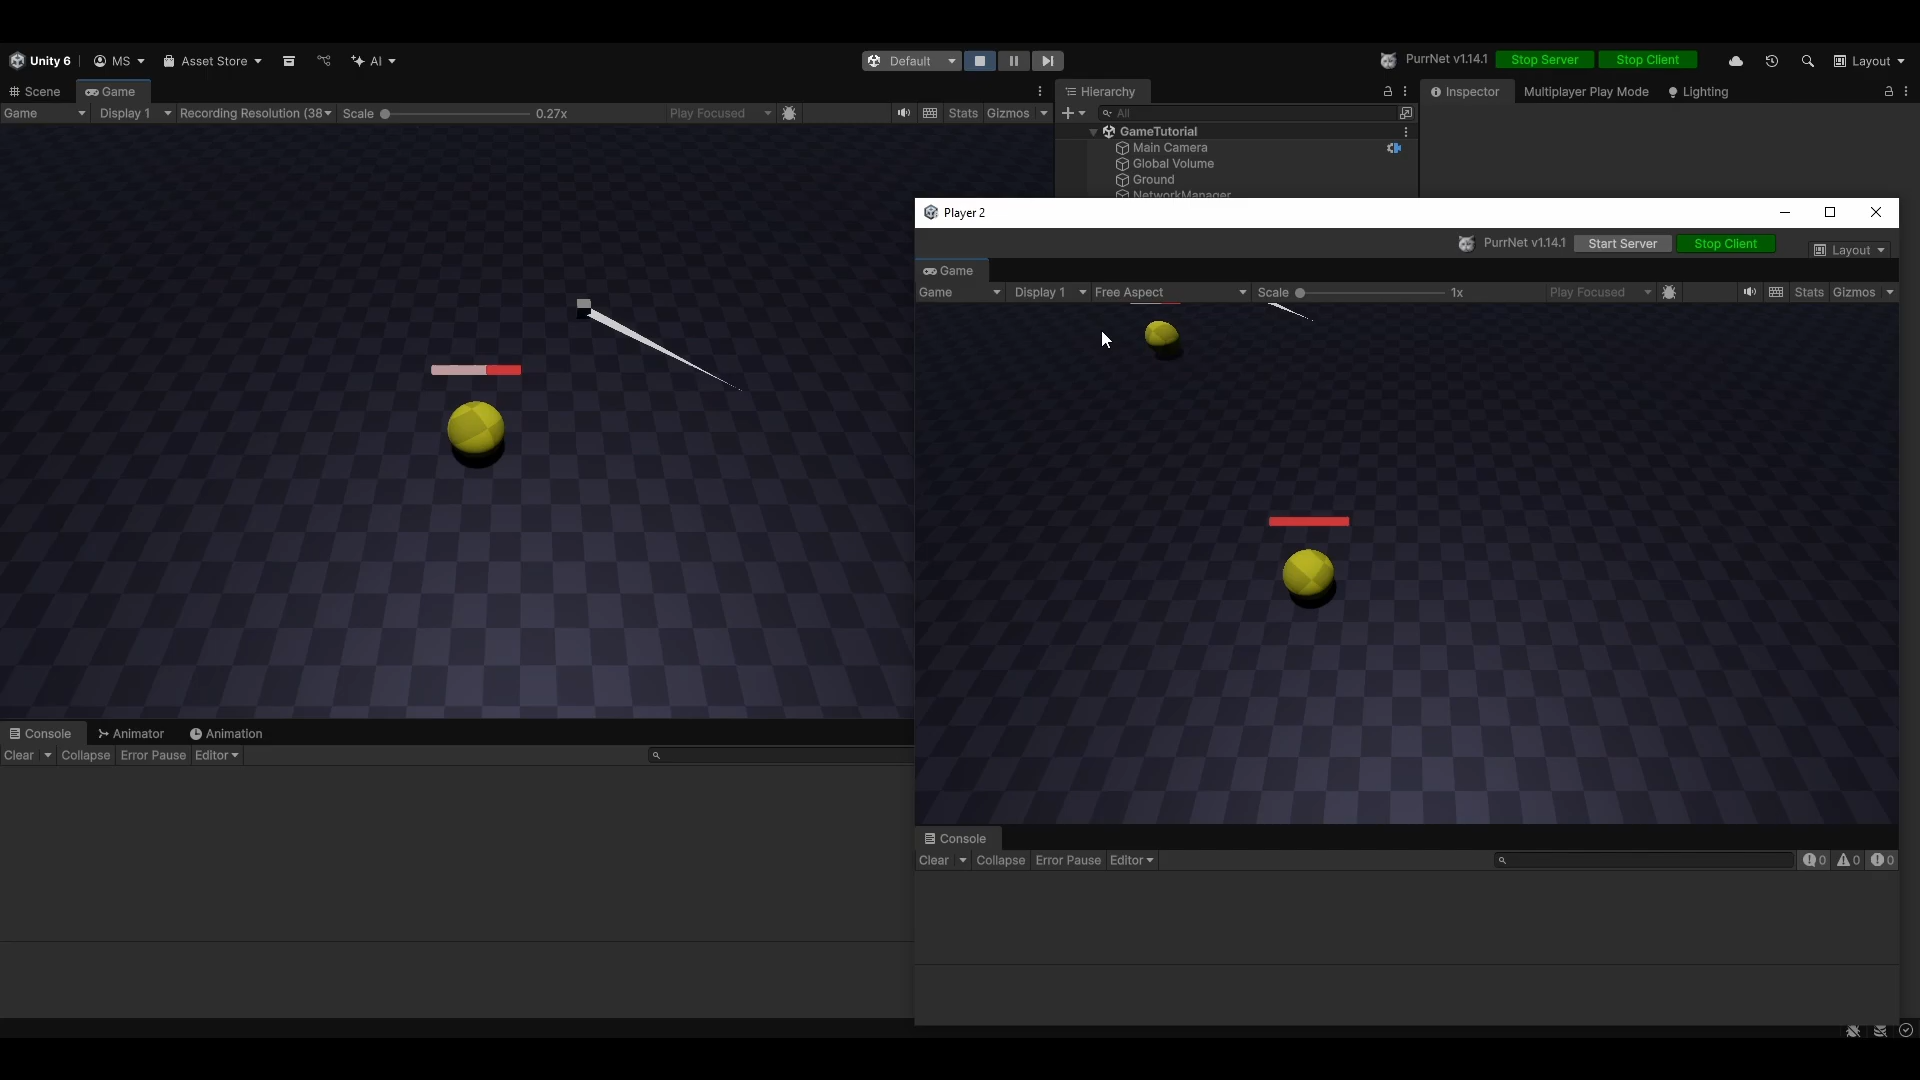 Unity 6 MS Asset Store AI Default PurrNet v1.14.1 Stop Server Stop Client Layout
Scene Game Hierarchy Inspector Multiplayer Play Mode Lighting
Game Display 1 Recording Resolution (38 Scale 0.27x Play Focused Stats Gizmos All
GameTutorial
Main Camera
Global Volume
Ground
NetworkManager
Player 2
PurrNet v1.14.1 Start Server Stop Client Layout
Game
Game Display 1 Free Aspect Scale 1x Play Focused Stats Gizmos
Console Animator Animation
Clear Collapse Error Pause Editor
Console
Clear Collapse Error Pause Editor 0 0 0